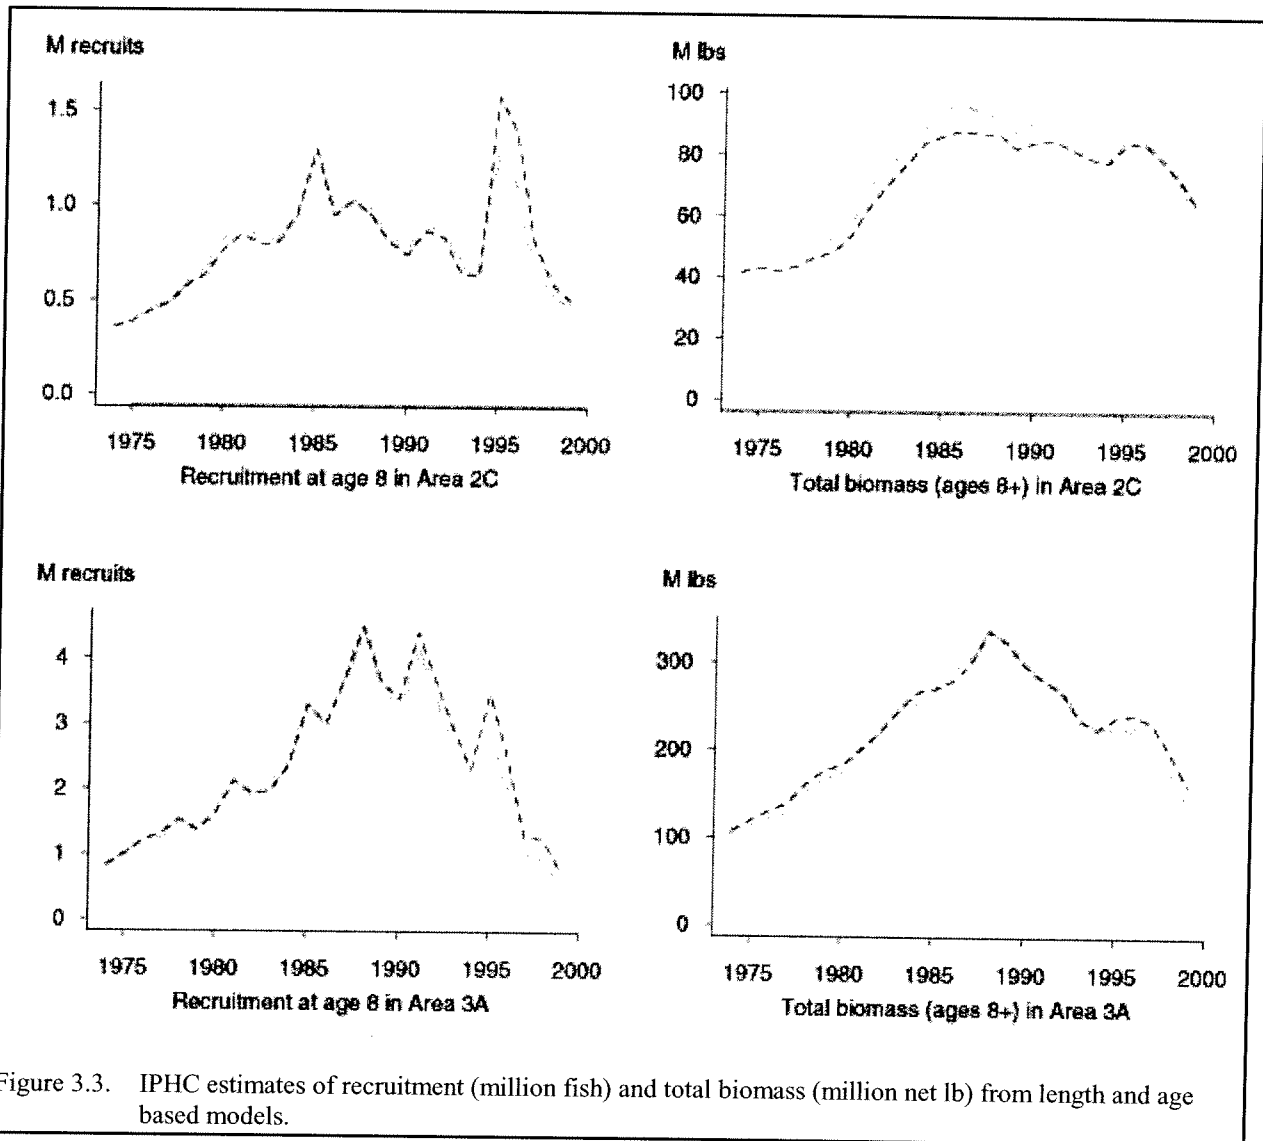 M recruits
1.5
1.0
0.5
0.0
1975 1980 1985 1990 1995 2000
Recruitment at age 8 in Area 2C
M lbs
100
80
60
40
20
0
1975 1980 1985 1990 1995 2000
Total biomass (ages 8+) in Area 2C
M recruits
4
3
2
1
0
1975 1980 1985 1990 1995 2000
Recruitment at age 8 in Area 3A
M lbs
300
200
100
0
1975 1980 1985 1990 1995 2000
Total biomass (ages 8+) in Area 3A
Figure 3.3. IPHC estimates of recruitment (million fish) and total biomass (million net lb) from length and age
based models.